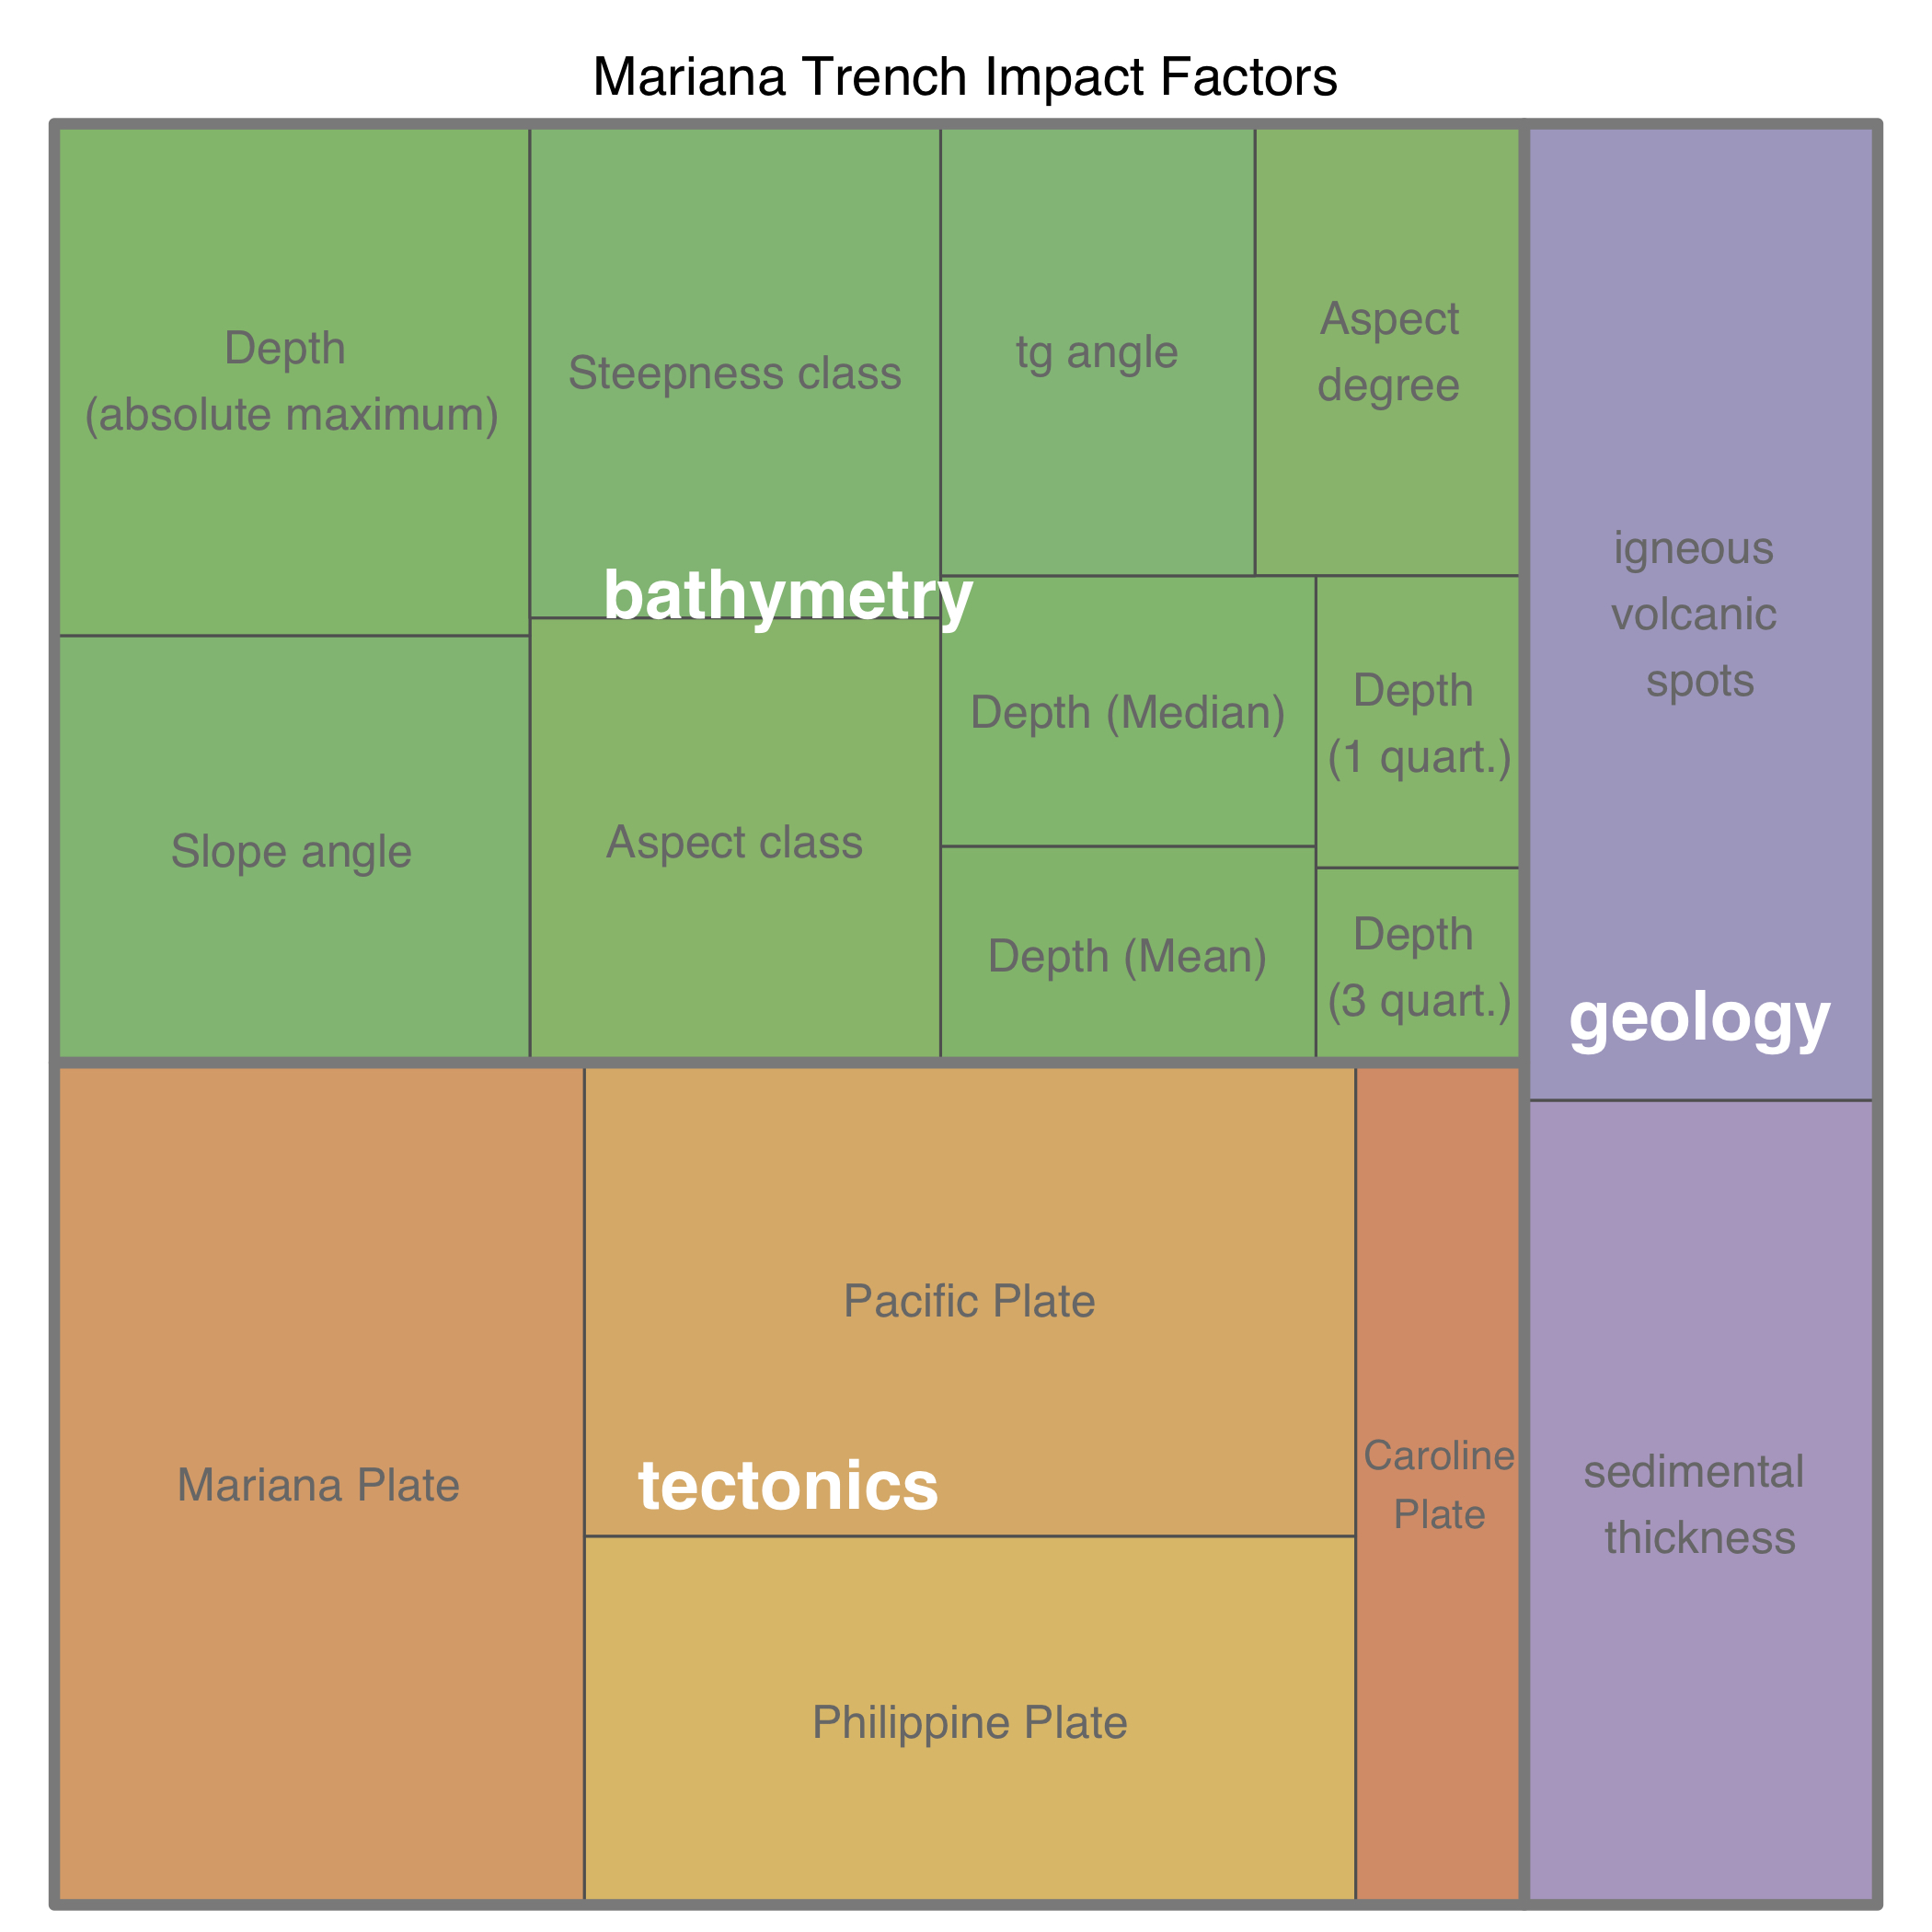 Mariana Trench Impact Factors
Depth
(absolute maximum)
Steepness class
tg angle
Aspect
degree
bathymetry
Slope angle
Aspect class
Depth (Median)
Depth
(1 quart.)
Depth (Mean)
Depth
(3 quart.)
igneous
volcanic
spots
geology
sedimental
thickness
Mariana Plate
Pacific Plate
tectonics
Philippine Plate
Caroline
Plate